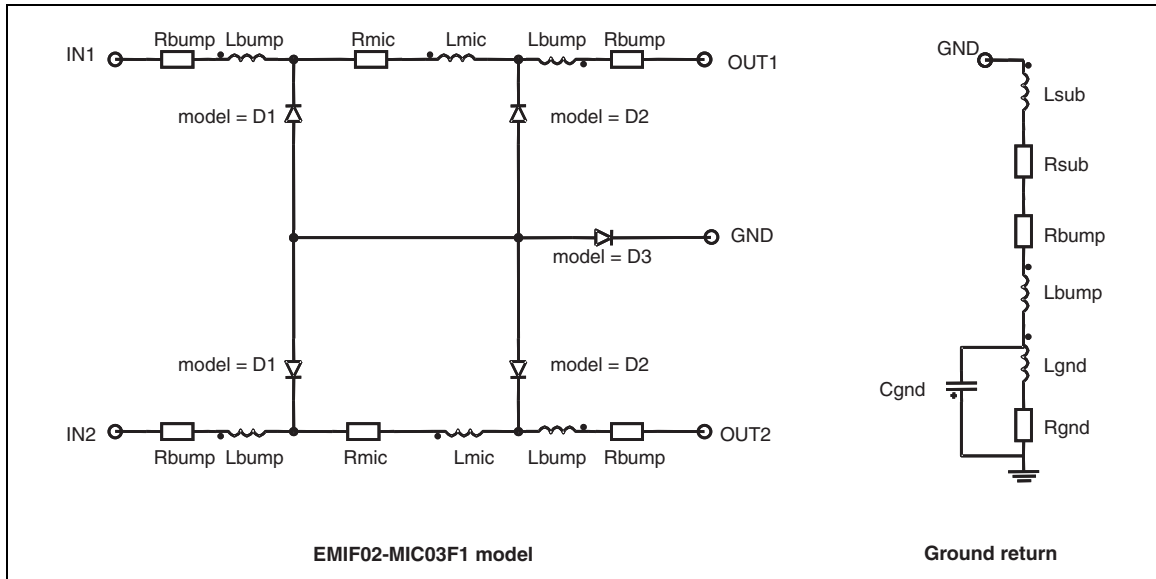 IN1
Rbump Lbump Rmic Lmic Lbump Rbump
OUT1
model = D1
model = D2
GND
model = D3
model = D1
model = D2
IN2
OUT2
Rbump Lbump Rmic Lmic Lbump Rbump
EMIF02-MIC03F1 model
GND
Lsub
Rsub
Rbump
Lbump
Lgnd
Cgnd
Rgnd
Ground return